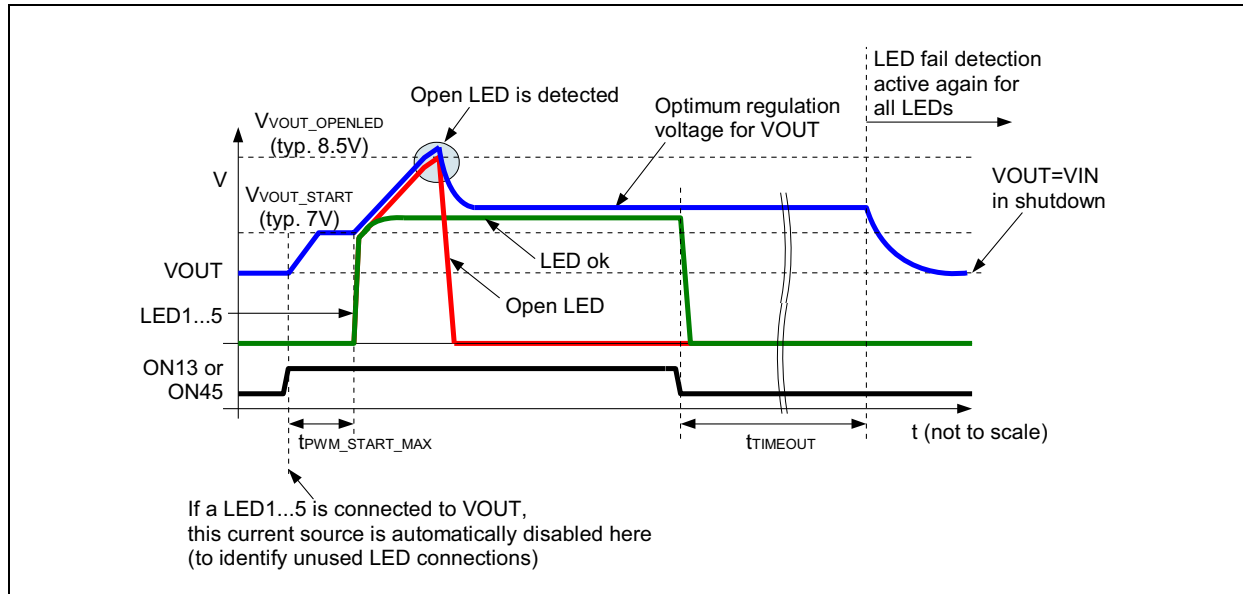 LED fail detection
active again for
all LEDs
Open LED is detected
Optimum regulation
voltage for VOUT
VVOUT_OPENLED
(typ. 8.5V)
V
VVOUT_START
(typ. 7V)
VOUT=VIN
in shutdown
VOUT
LED ok
Open LED
LED1...5
ON13 or
ON45
tPWM_START_MAX
tTIMEOUT
t (not to scale)
If a LED1...5 is connected to VOUT,
this current source is automatically disabled here
(to identify unused LED connections)